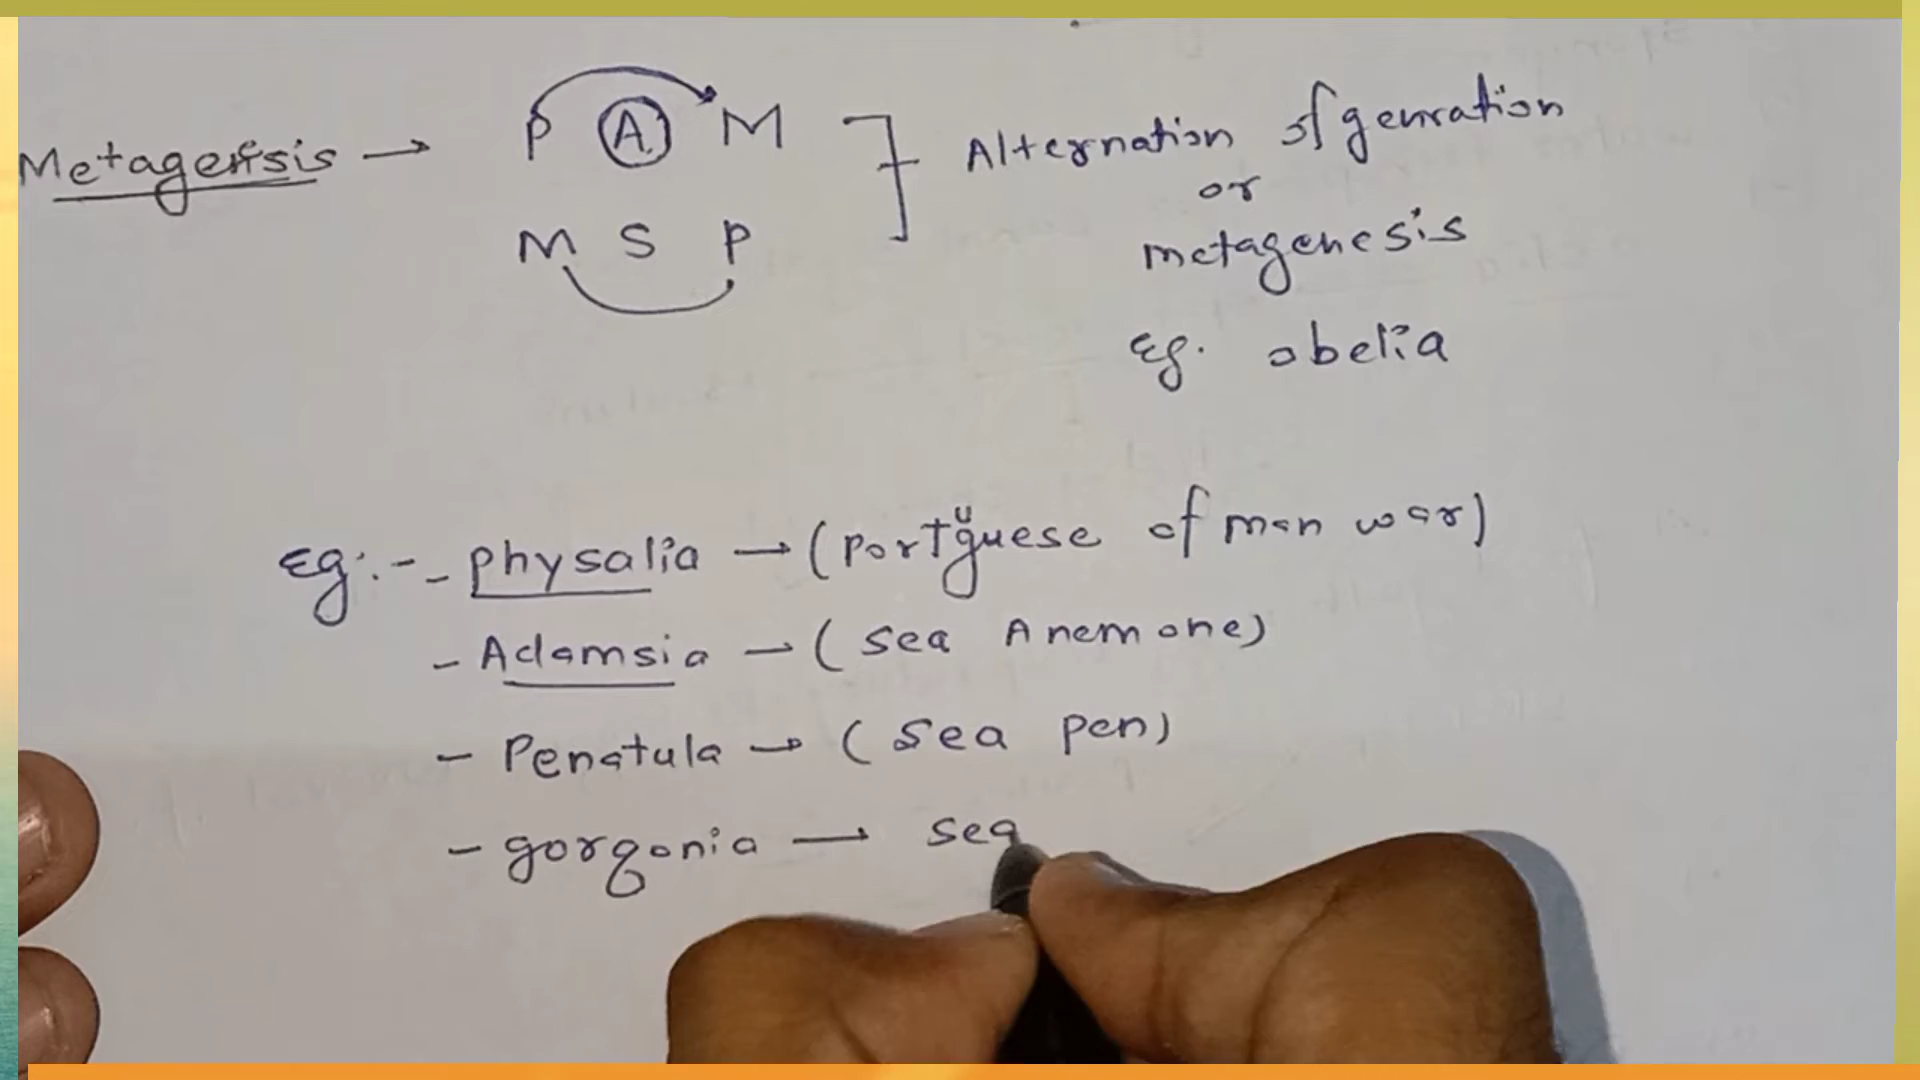 Metagensis → P A M ] Alternation of genration
or
M S P metagenesis
Eg. obelia
Eg:- - physalia → (Portuguese of man war)
- Adamsia → (sea Anemone)
- Penatula → (sea pen)
- gorgonia → sea